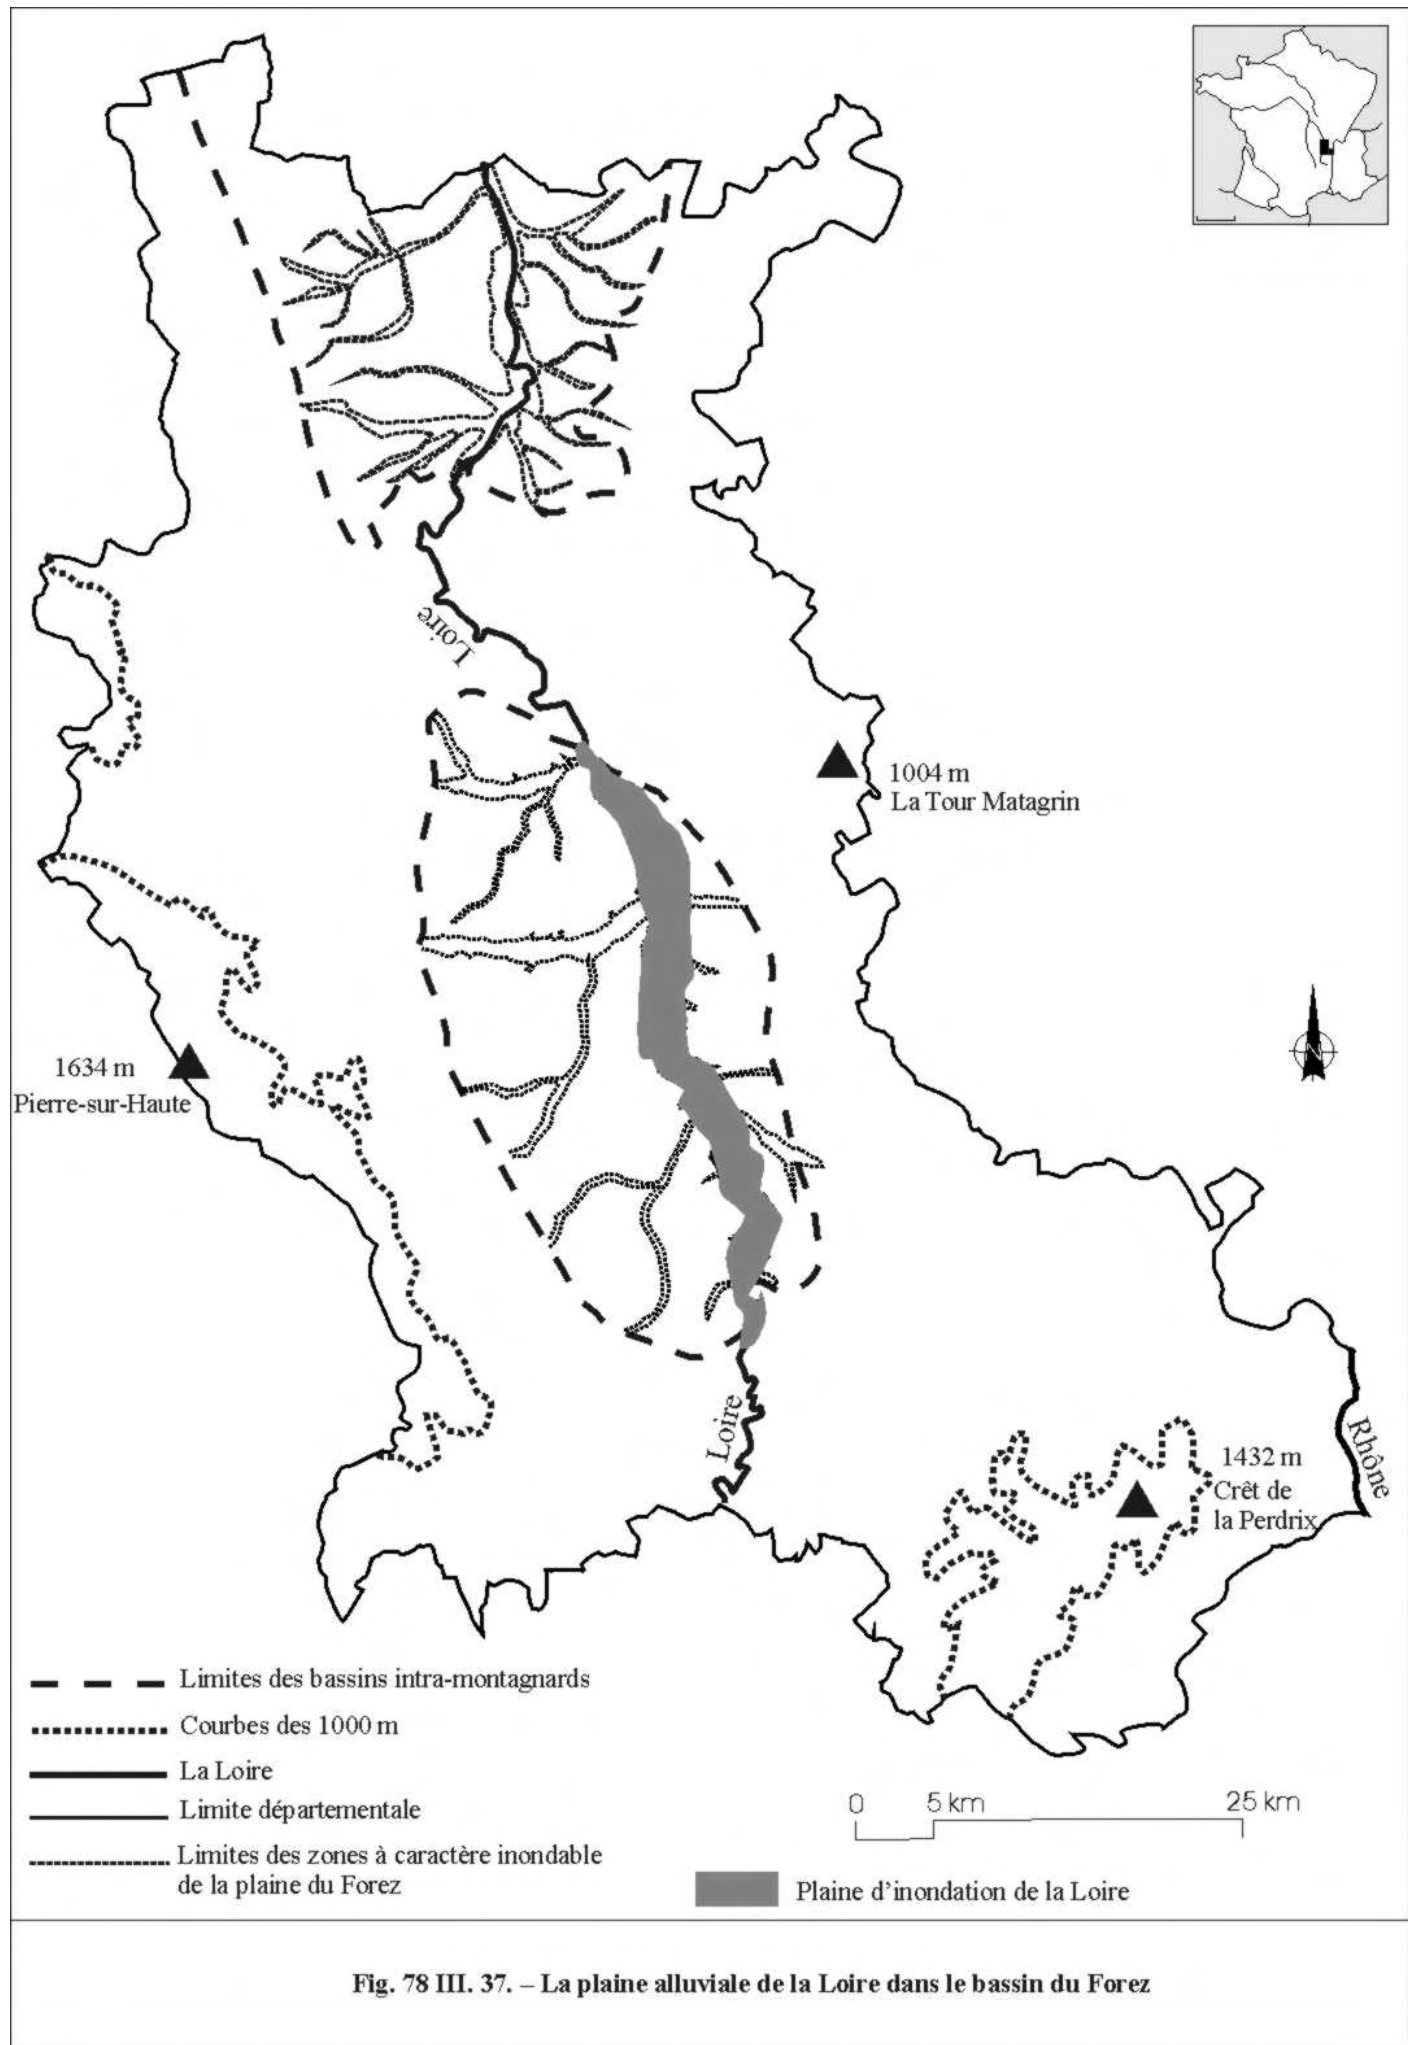 Loire
1004 m
La Tour Matagrin
1634 m
Pierre-sur-Haute
N
Loire
Rhône
1432 m
Crêt de
la Perdrix
Limites des bassins intra-montagnards
Courbes des 1000 m
La Loire
Limite départementale
Limites des zones à caractère inondable
de la plaine du Forez
0 5 km 25 km
Plaine d'inondation de la Loire
Fig. 78 III. 37. – La plaine alluviale de la Loire dans le bassin du Forez